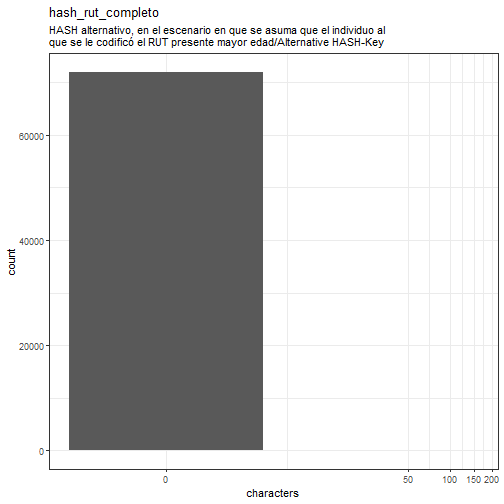 hash_rut_completo
HASH alternativo, en el escenario en que se asuma que el individuo al
que se le codificó el RUT presente mayor edad/Alternative HASH-Key
60000
40000
20000
0
count
0 50 100 150 200
characters